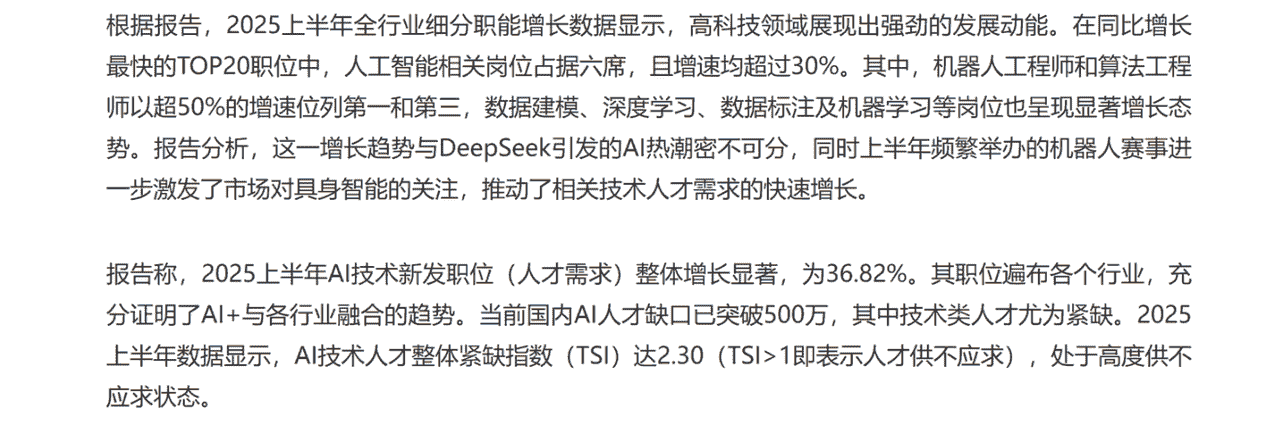 根据报告，2025上半年全行业细分职能增长数据显示，高科技领域展现出强劲的发展动能。在同比增长
最快的TOP20职位中，人工智能相关岗位占据六席，且增速均超过30%。其中，机器人工程师和算法工程
师以超50%的增速位列第一和第三，数据建模、深度学习、数据标注及机器学习等岗位也呈现显著增长态
势。报告分析，这一增长趋势与DeepSeek引发的AI热潮密不可分，同时上半年频繁举办的机器人赛事进
一步激发了市场对具身智能的关注，推动了相关技术人才需求的快速增长。
报告称，2025上半年AI技术新发职位（人才需求）整体增长显著，为36.82%。其职位遍布各个行业，充
分证明了AI+与各行业融合的趋势。当前国内AI人才缺口已突破500万，其中技术类人才尤为紧缺。2025
上半年数据显示，AI技术人才整体紧缺指数（TSI）达2.30（TSI>1即表示人才供不应求），处于高度供不
应求状态。